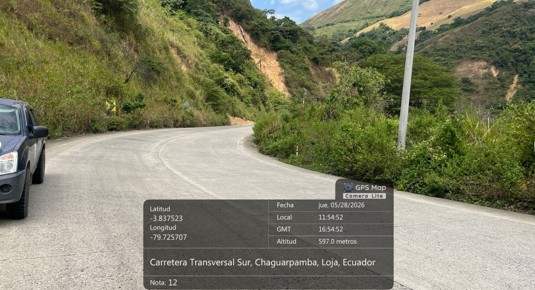 GPS Map
Camera Lite
Latitud
-3.837523
Longitud
-79.725707
Fecha jue, 05/28/2026
Local 11:54:52
GMT 16:54:52
Altitud 597.0 metros
Carretera Transversal Sur, Chaguarpamba, Loja, Ecuador
Nota: 12